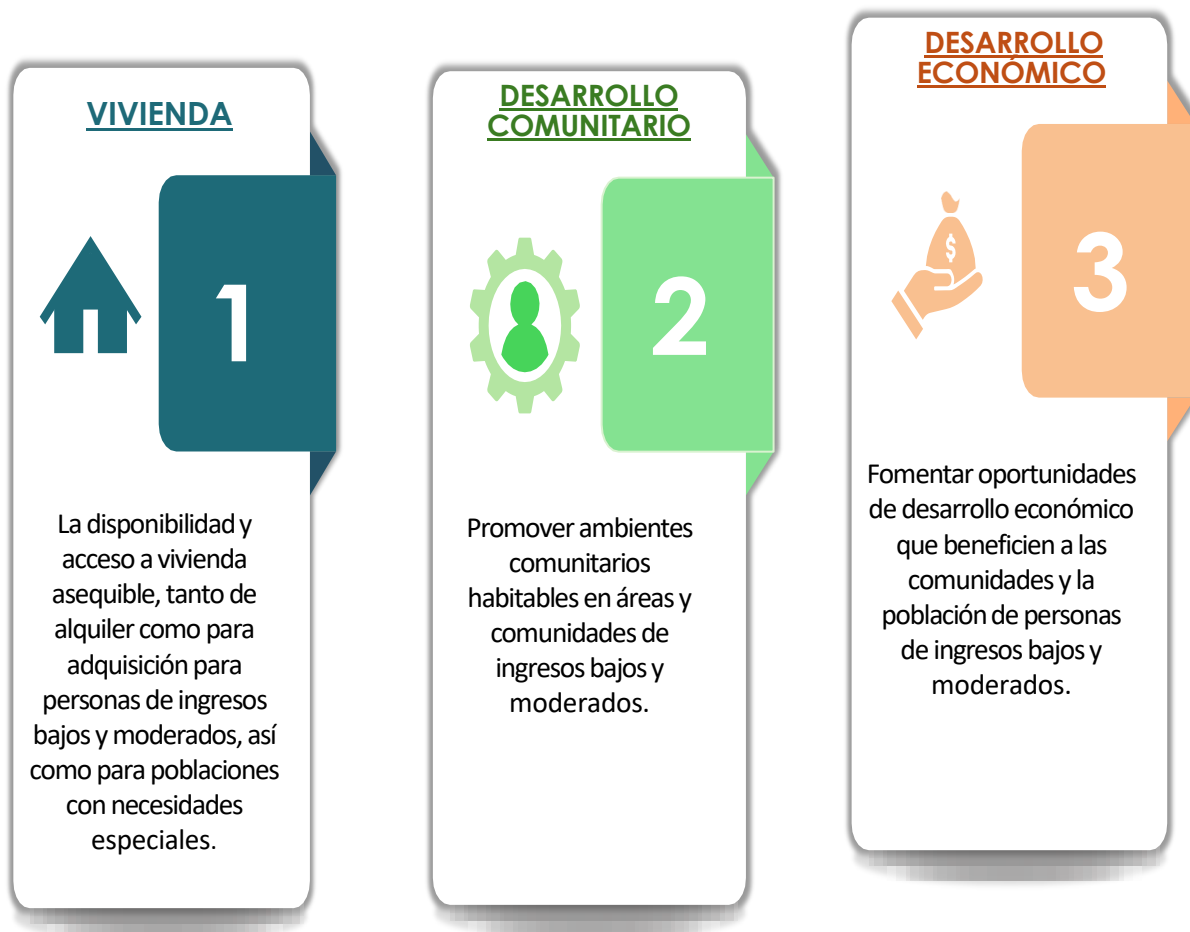 VIVIENDA
1
La disponibilidad y
acceso a vivienda
asequible, tanto de
alquiler como para
adquisición para
personas de ingresos
bajos y moderados, así
como para poblaciones
con necesidades
especiales.
DESARROLLO
COMUNITARIO
2
Promover ambientes
comunitarios
habitables en áreas y
comunidades de
ingresos bajos y
moderados.
DESARROLLO
ECONÓMICO
$
3
Fomentar oportunidades
de desarrollo económico
que beneficien a las
comunidades y la
población de personas
de ingresos bajos y
moderados.